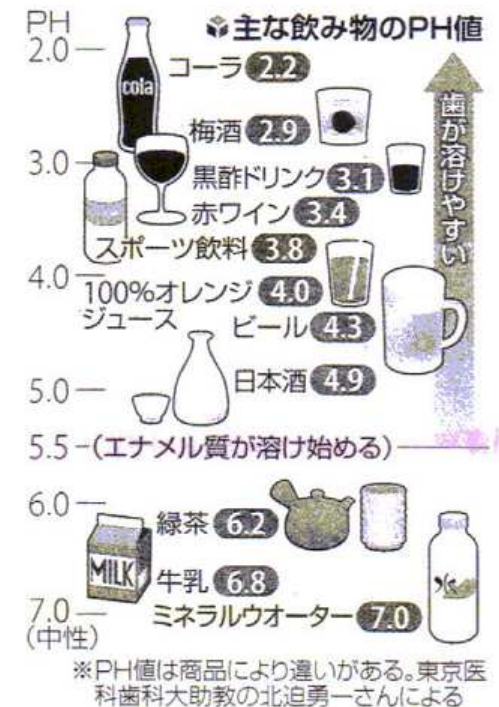 PH
主な飲み物のPH値
2.0
コーラ 2.2
cola
梅酒 2.9
3.0
黒酢ドリンク 3.1
赤ワイン 3.4
スポーツ飲料 3.8
4.0
100%オレンジ 4.0
ジュース
ビール 4.3
日本酒 4.9
5.0
歯が溶けやすい
5.5 (エナメル質が溶け始める)
6.0
緑茶 6.2
MILK
牛乳 6.8
ミネラルウオーター 7.0
水
7.0
(中性)
※PH値は商品により違いがある。東京医
科歯科大助教の北迫勇一さんによる